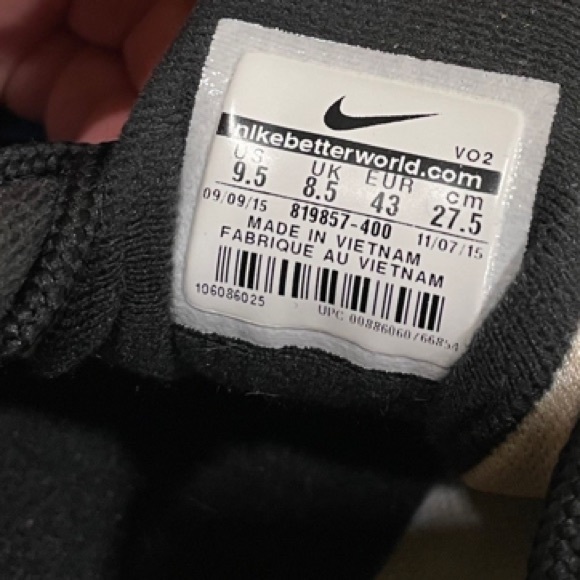 nikebetterworld.com VO2
US UK EUR cm
9.5 8.5 43 27.5
09/09/15 819857-400 11/07/15
MADE IN VIETNAM
FABRIQUE AU VIETNAM
106086025 UPC 00886060766854